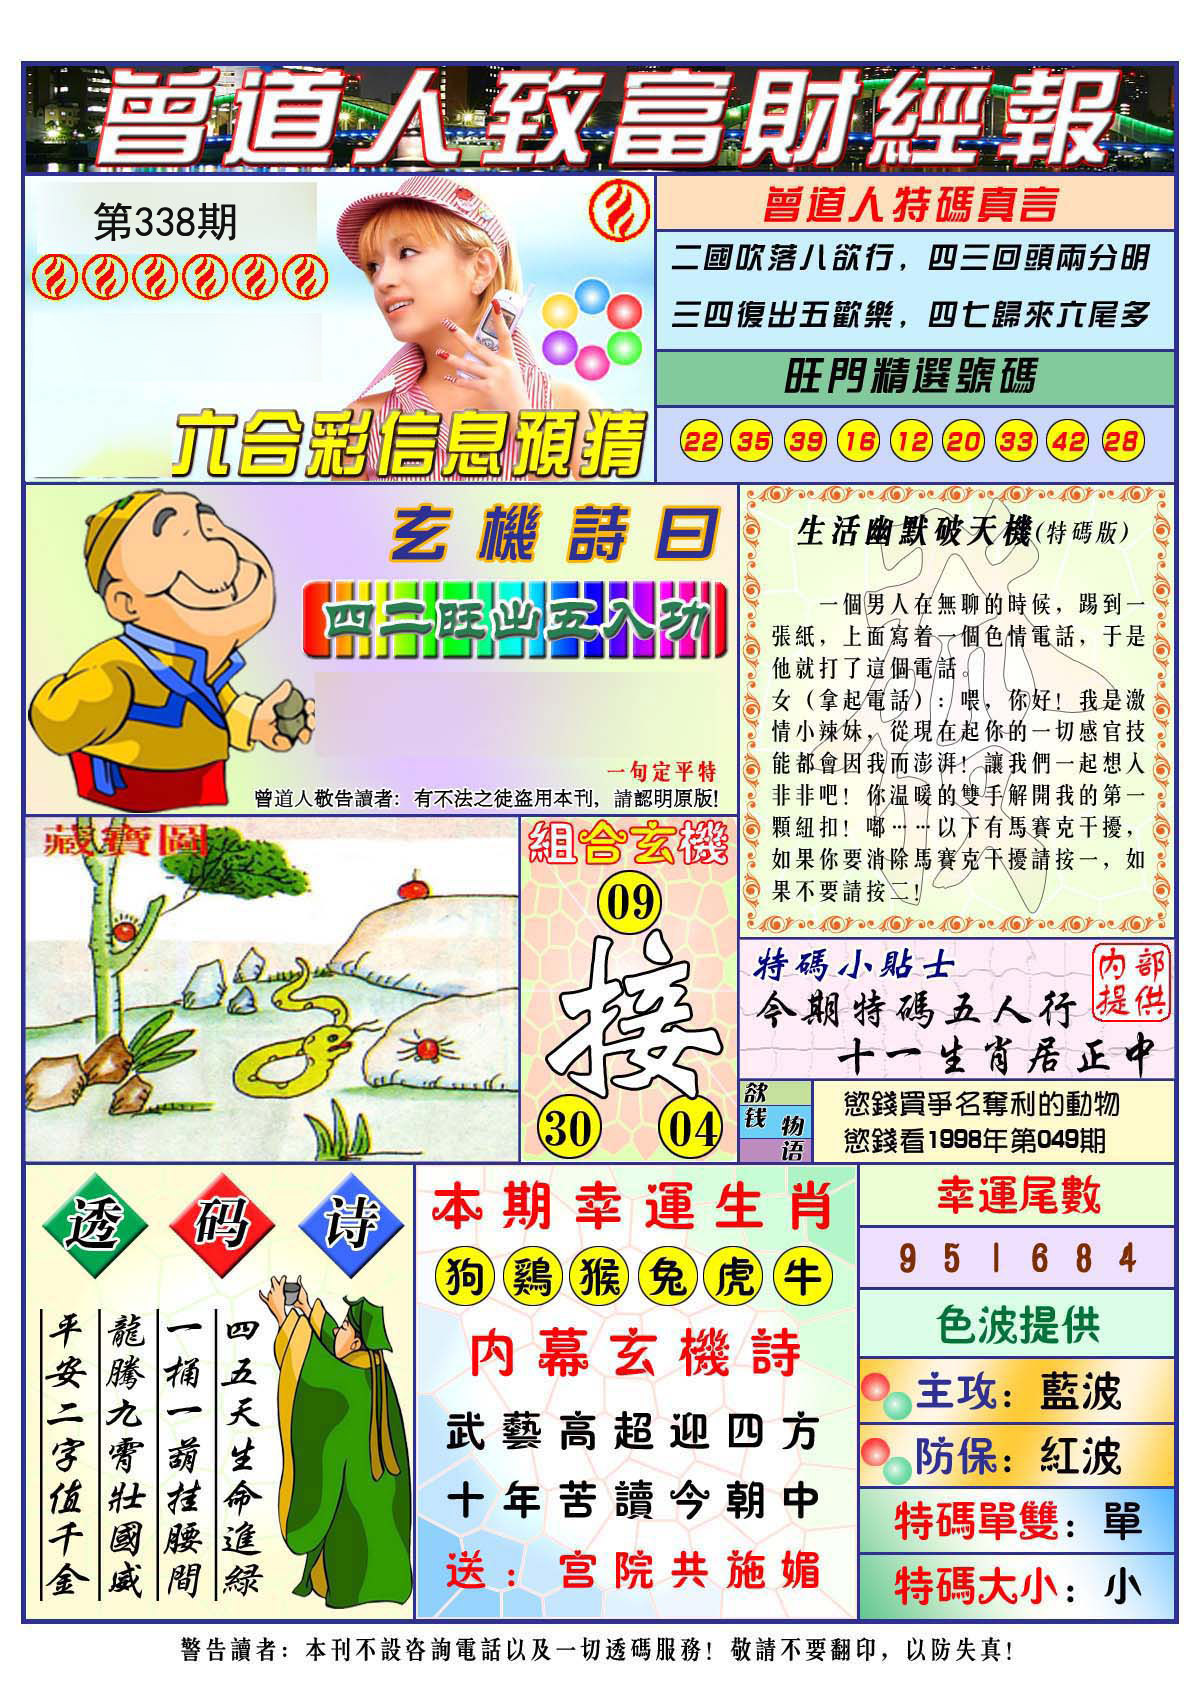 曾道人致富財經報
第338期
六合彩信息預猜
曾道人特碼真言
二國吹落八欲行，四三回頭兩分明
三四復出五歡樂，四七歸來六尾多
旺門精選號碼
22 35 39 16 12 20 33 42 28
玄機詩曰
四二旺出五入功
一句定平特
曾道人敬告讀者：有不法之徒盜用本刊，請認明原版！
生活幽默破天機(特碼版)
一個男人在無聊的時候，踢到一
張紙，上面寫着一個色情電話，于是
他就打了這個電話。
女（拿起電話）：喂，你好！我是激
情小辣妹，從現在起你的一切感官技
能都會因我而澎湃！讓我們一起想入
非非吧！你温暖的雙手解開我的第一
顆紐扣！嘟……以下有馬賽克干擾，
如果你要消除馬賽克干擾請按一，如
果不要請按二！
藏寶圖
組合玄機
09
接
30 04
特碼小貼士
内部
提供
今期特碼五人行
十一生肖居正中
欲钱
物语
慾錢買爭名奪利的動物
慾錢看1998年第049期
透码诗
四五天生命進緑
一捅一葫挂腰間
龍騰九霄壯國威
平安二字值千金
本期幸運生肖
狗 鷄 猴 兔 虎 牛
内幕玄機詩
武藝高超迎四方
十年苦讀今朝中
送：宫院共施媚
幸運尾數
9 5 1 6 8 4
色波提供
主攻：藍波
防保：紅波
特碼單雙：單
特碼大小：小
警告讀者：本刊不設咨詢電話以及一切透碼服務！敬請不要翻印，以防失真！